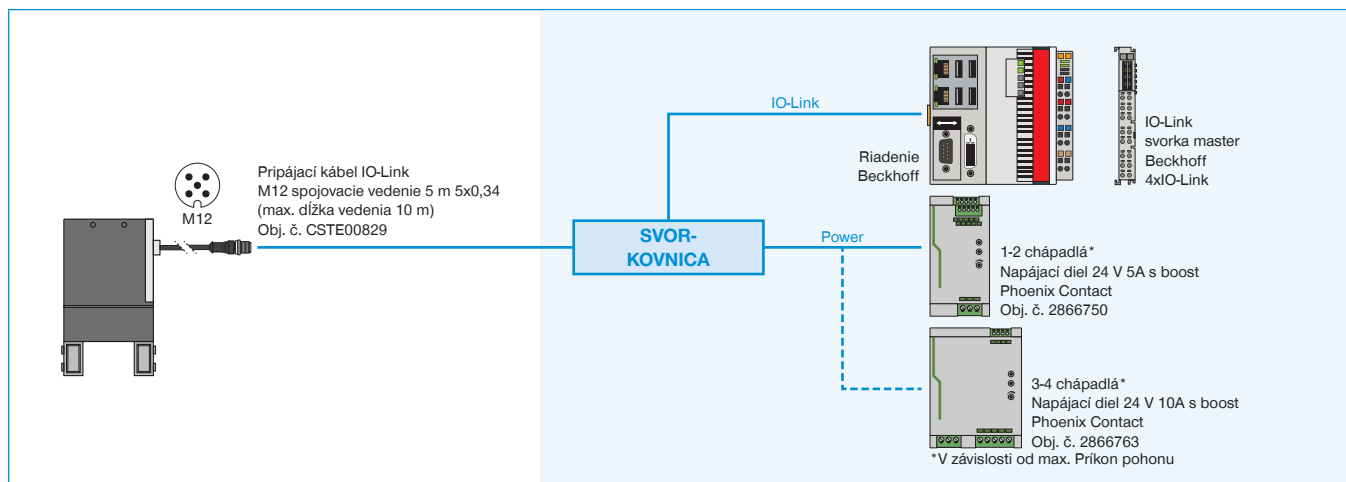 Pripájací kábel IO-Link
M12 spojovacie vedenie 5 m 5x0,34
(max. dĺžka vedenia 10 m)
Obj. č. CSTE00829
M12
SVOR-
KOVNICA
IO-Link
Power
Riadenie
Beckhoff
IO-Link
svorka master
Beckhoff
4xIO-Link
1-2 chápadlá*
Napájací diel 24 V 5A s boost
Phoenix Contact
Obj. č. 2866750
3-4 chápadlá*
Napájací diel 24 V 10A s boost
Phoenix Contact
Obj. č. 2866763
*V závislosti od max. Príkon pohonu